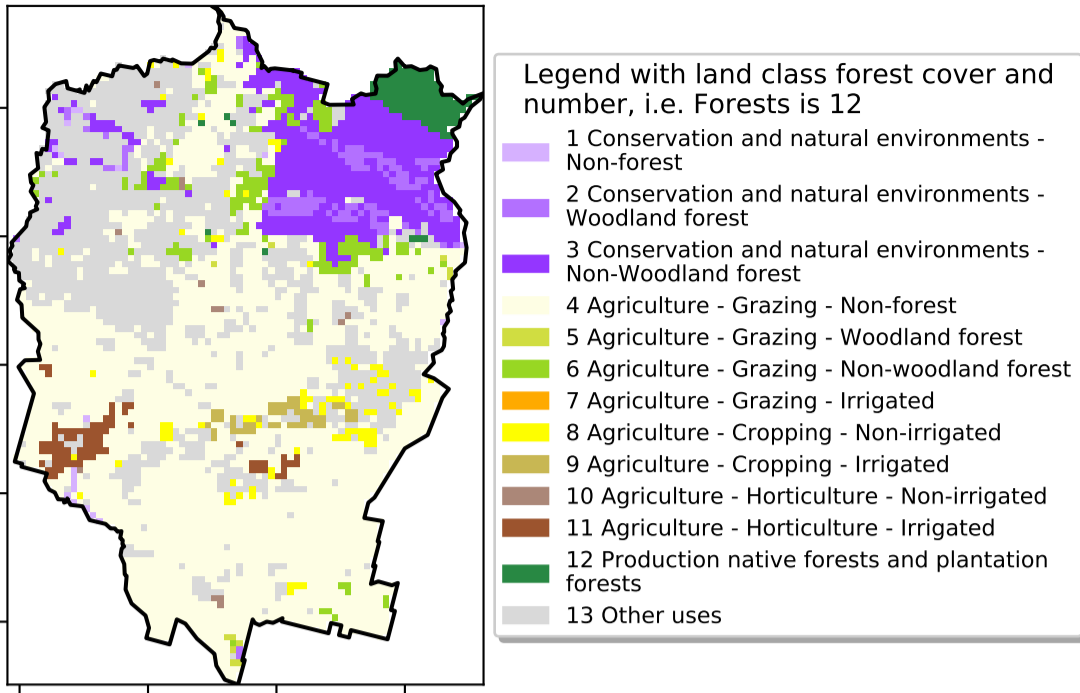 Legend with land class forest cover and
number, i.e. Forests is 12
1 Conservation and natural environments -
Non-forest
2 Conservation and natural environments -
Woodland forest
3 Conservation and natural environments -
Non-Woodland forest
4 Agriculture - Grazing - Non-forest
5 Agriculture - Grazing - Woodland forest
6 Agriculture - Grazing - Non-woodland forest
7 Agriculture - Grazing - Irrigated
8 Agriculture - Cropping - Non-irrigated
9 Agriculture - Cropping - Irrigated
10 Agriculture - Horticulture - Non-irrigated
11 Agriculture - Horticulture - Irrigated
12 Production native forests and plantation
forests
13 Other uses